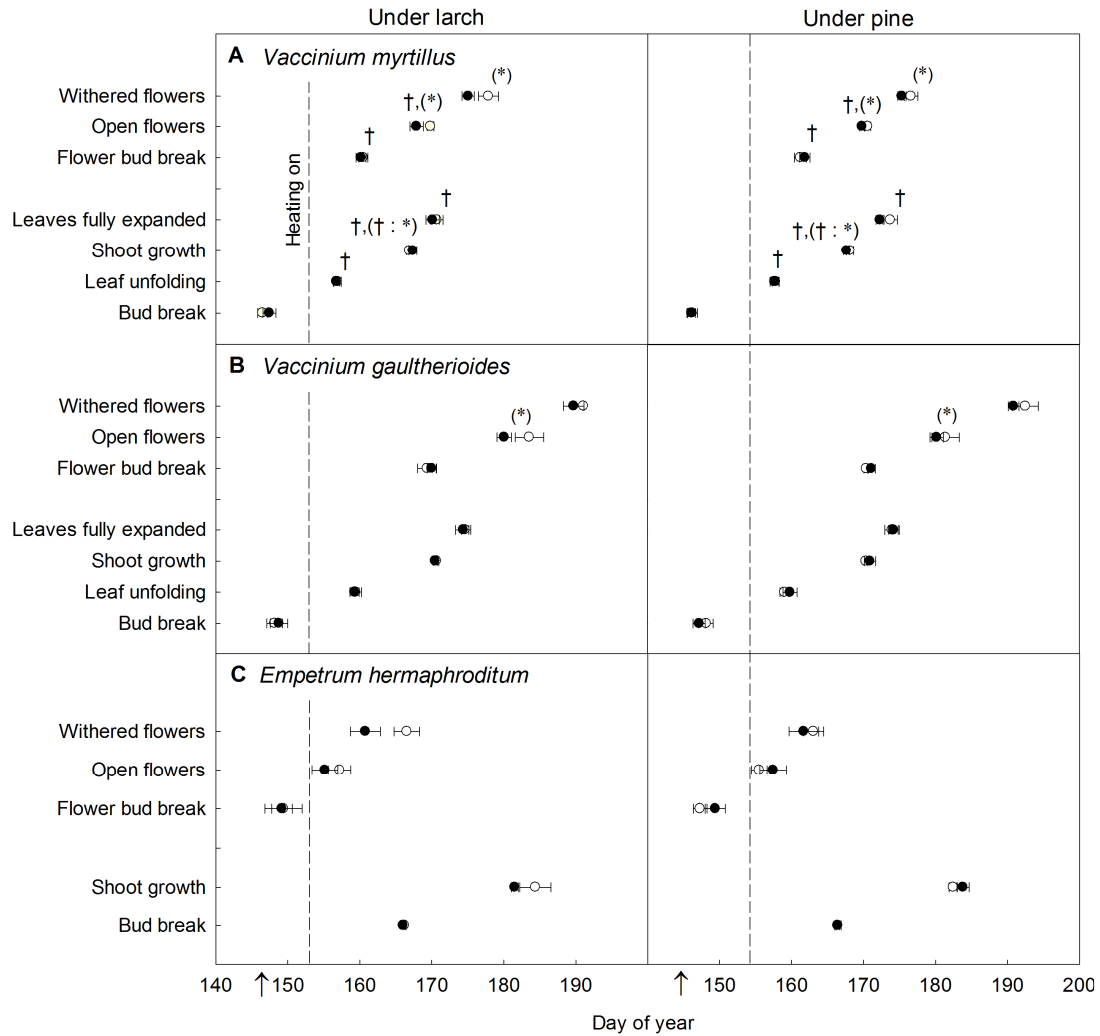 Under larch
Under pine
A Vaccinium myrtillus
Withered flowers
Open flowers
Flower bud break
Leaves fully expanded
Shoot growth
Leaf unfolding
Bud break
Heating on
(*)
†,(*)
†
†
†,(† : *)
†
(*)
†,(*)
†
†
†,(† : *)
†
B Vaccinium gaultherioides
Withered flowers
Open flowers
Flower bud break
Leaves fully expanded
Shoot growth
Leaf unfolding
Bud break
(*)
(*)
C Empetrum hermaphroditum
Withered flowers
Open flowers
Flower bud break
Shoot growth
Bud break
140 150 160 170 180 190
150 160 170 180 190 200
Day of year